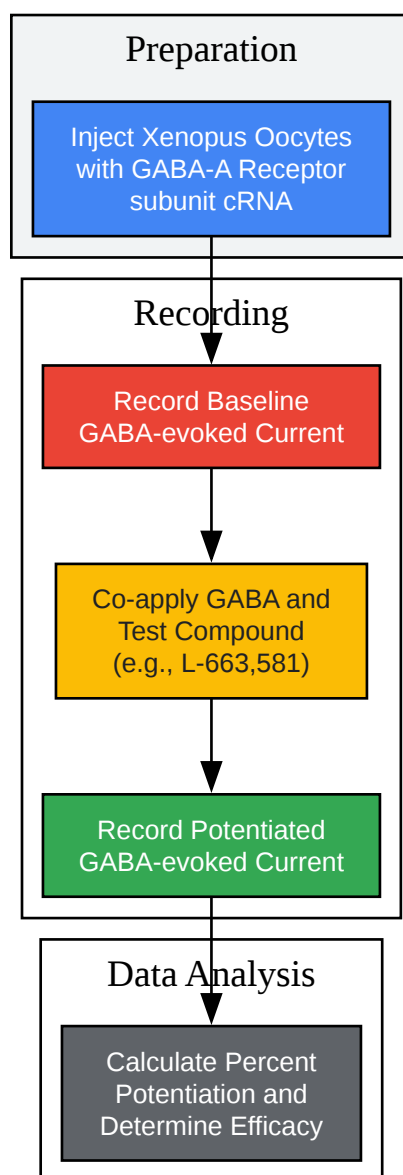 Preparation
Inject Xenopus Oocytes
with GABA-A Receptor
subunit cRNA
Recording
Record Baseline
GABA-evoked Current
Co-apply GABA and
Test Compound
(e.g., L-663,581)
Record Potentiated
GABA-evoked Current
Data Analysis
Calculate Percent
Potentiation and
Determine Efficacy